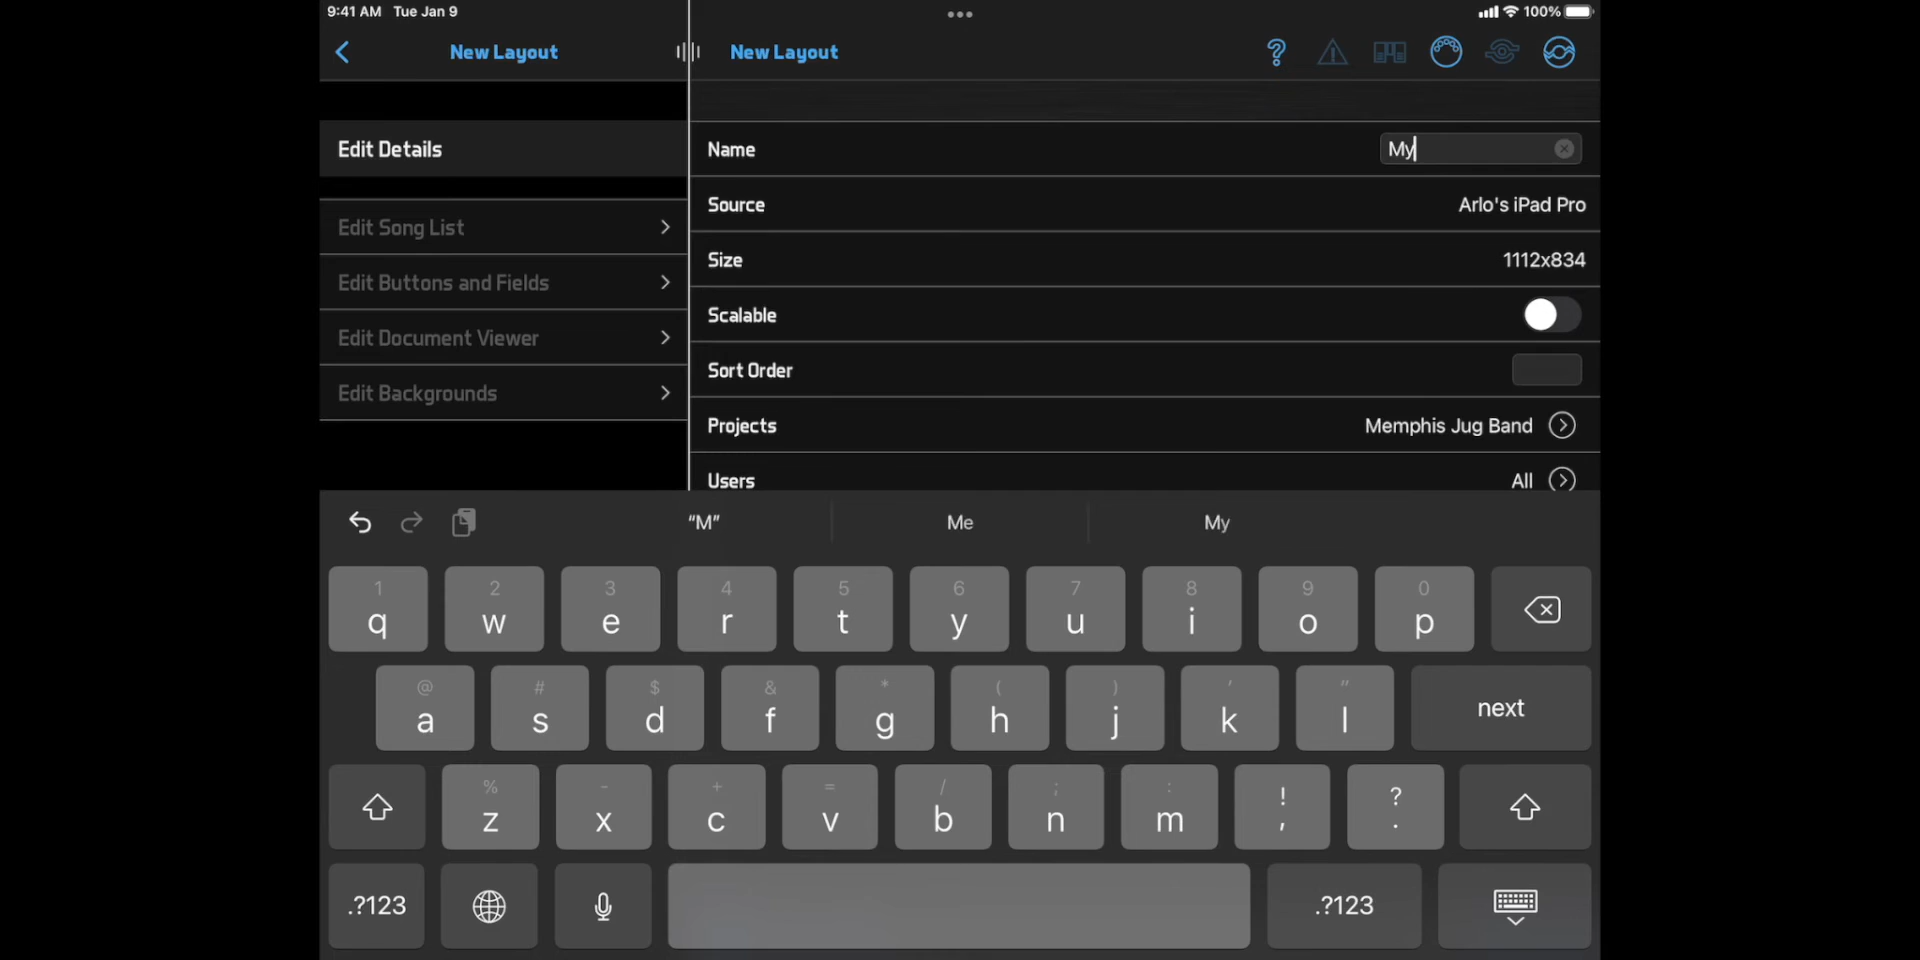 9:41 AM Tue Jan 9
100%
New Layout
New Layout
Edit Details
Edit Song List
Edit Buttons and Fields
Edit Document Viewer
Edit Backgrounds
Name My
Source Arlo's iPad Pro
Size 1112x834
Scalable
Sort Order
Projects Memphis Jug Band
Users All
“M” Me My
1 2 3 4 5 6 7 8 9 0
q w e r t y u i o p
@ # $ & * ( ) ' "
a s d f g h j k l next
% - + = / ; : ! ?
z x c v b n m , .
.?123 .?123